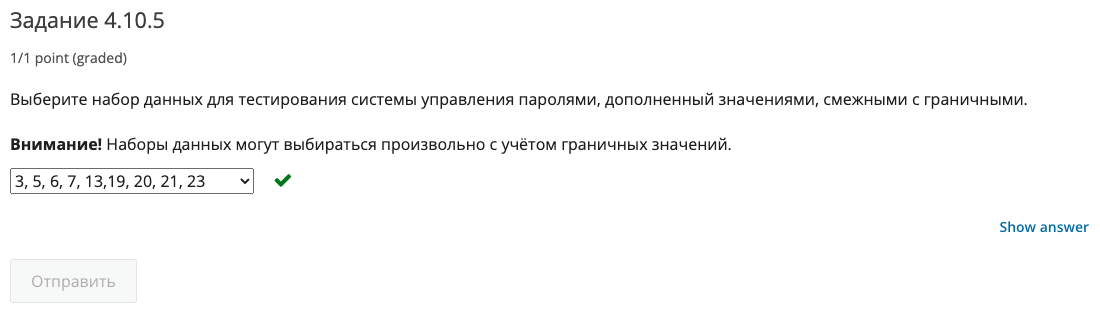 Задание 4.10.5
1/1 point (graded)
Выберите набор данных для тестирования системы управления паролями, дополненный значениями, смежными с граничными.
Внимание! Наборы данных могут выбираться произвольно с учётом граничных значений.
3, 5, 6, 7, 13,19, 20, 21, 23
Show answer
Отправить